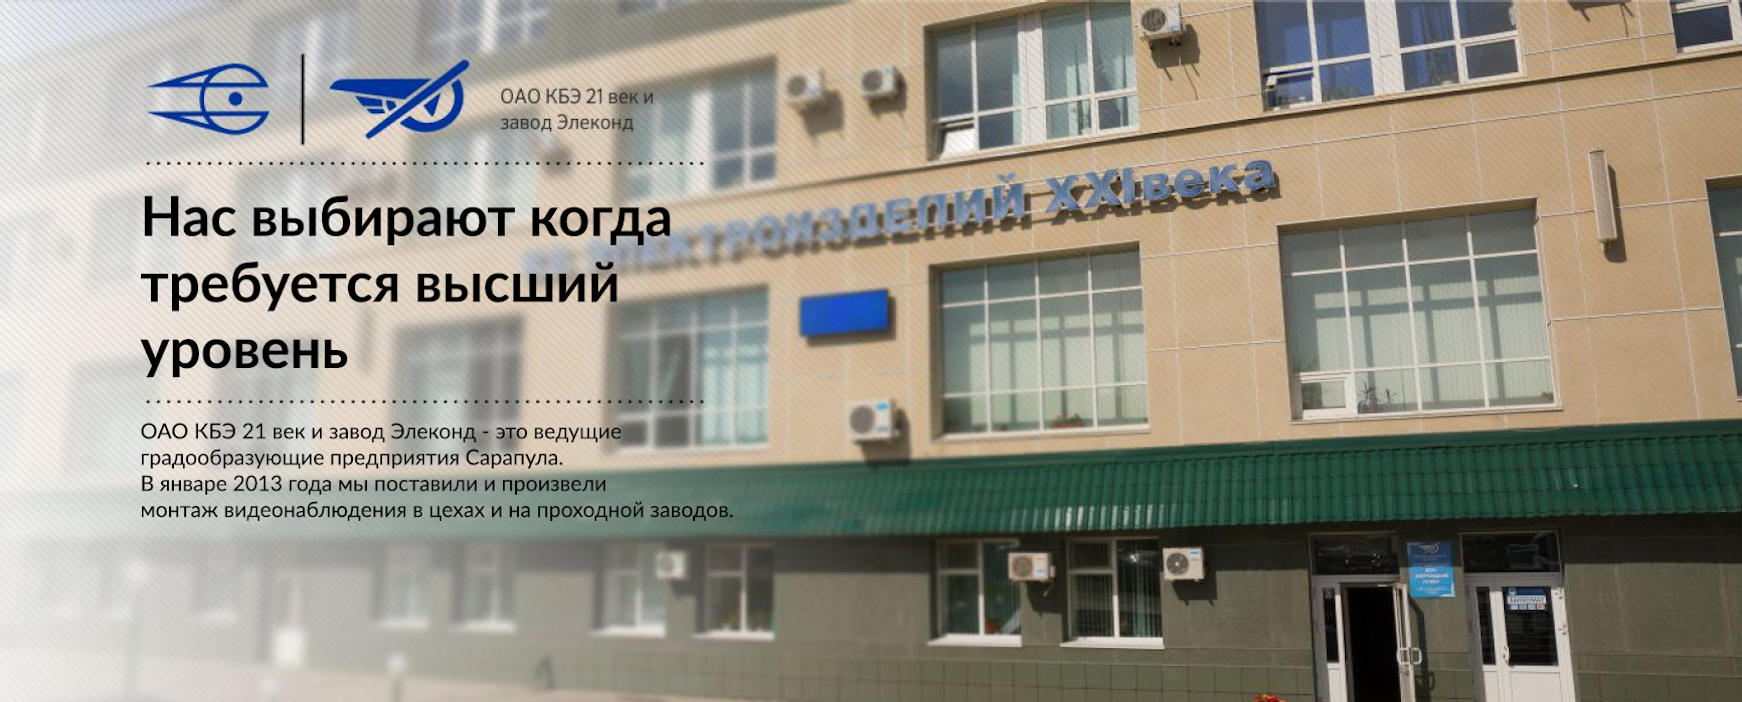 ОАО КБЭ 21 век и
завод Элеконд
Нас выбирают когда
требуется высший
уровень
ОАО КБЭ 21 век и завод Элеконд - это ведущие
градообразующие предприятия Сарапула.
В январе 2013 года мы поставили и произвели
монтаж видеонаблюдения в цехах и на проходной заводов.
электроизделий XXIвека
БАНКОМАТ